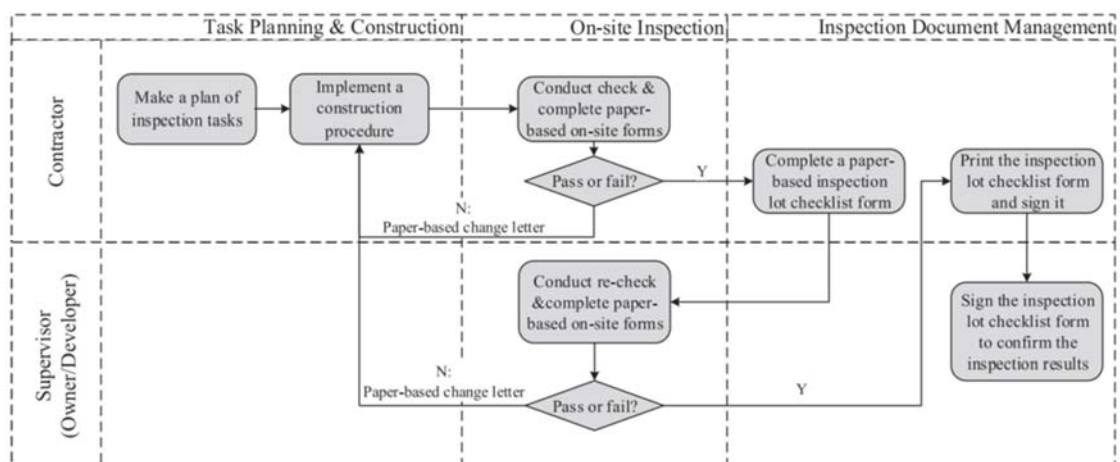 Task Planning & Construction
On-site Inspection
Inspection Document Management
Contractor
Make a plan of
inspection tasks
Implement a
construction
procedure
Conduct check &
complete paper-
based on-site forms
Pass or fail?
Y
N:
Paper-based change letter
Complete a paper-
based inspection
lot checklist form
Print the inspection
lot checklist form
and sign it
Supervisor
(Owner/Developer)
Conduct re-check
&complete paper-
based on-site forms
Pass or fail?
N:
Paper-based change letter
Y
Sign the inspection
lot checklist form
to confirm the
inspection results